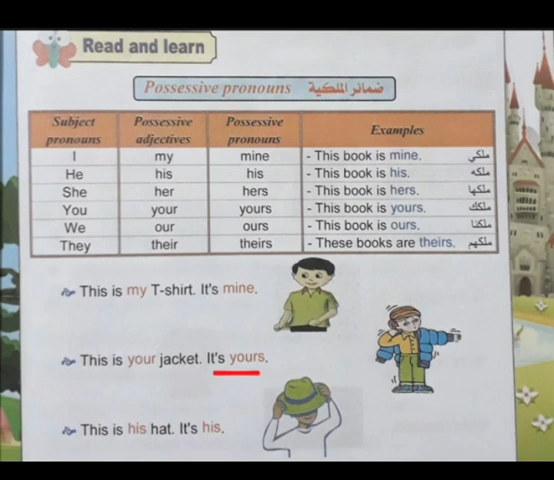 Read and learn
Possessive pronouns ضمائر الملكية
Subject pronouns Possessive adjectives Possessive pronouns Examples
I my mine - This book is mine. ملكي
He his his - This book is his. ملكه
She her hers - This book is hers. ملكها
You your yours - This book is yours. ملكك
We our ours - This book is ours. ملكنا
They their theirs - These books are theirs. ملكهم
This is my T-shirt. It's mine.
This is your jacket. It's yours.
This is his hat. It's his.